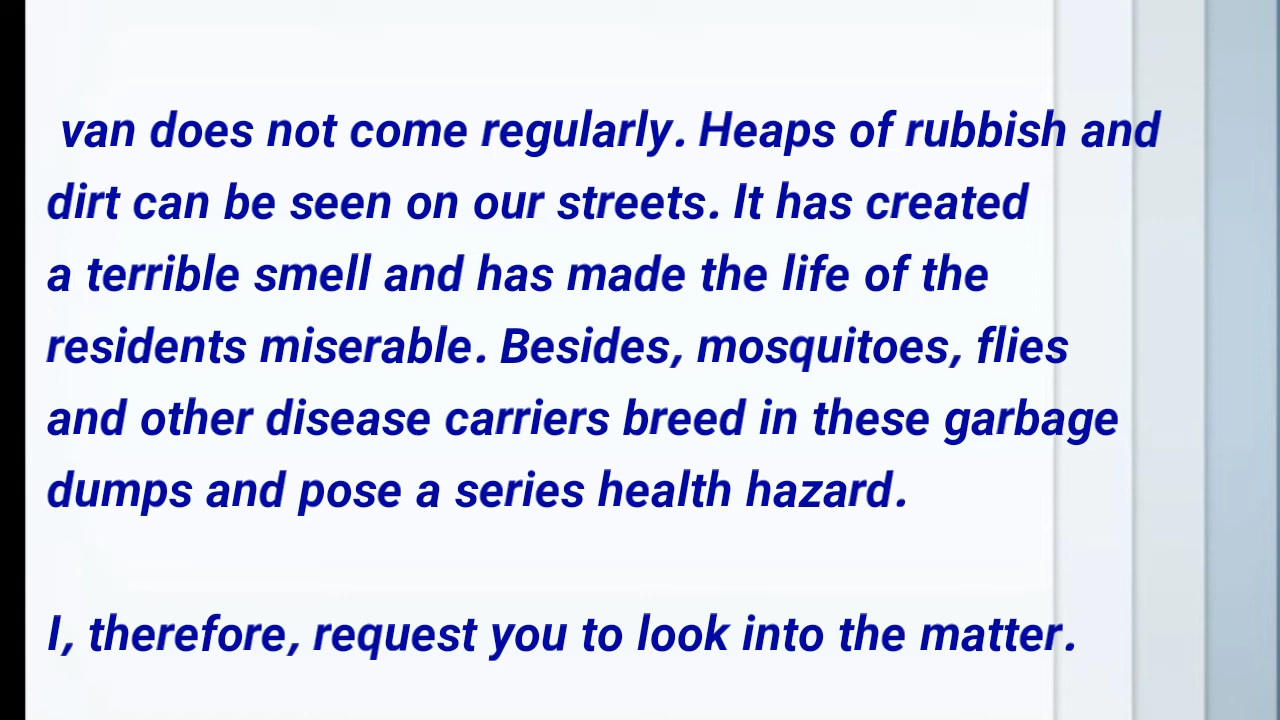 van does not come regularly. Heaps of rubbish and
dirt can be seen on our streets. It has created
a terrible smell and has made the life of the
residents miserable. Besides, mosquitoes, flies
and other disease carriers breed in these garbage
dumps and pose a series health hazard.
I, therefore, request you to look into the matter.